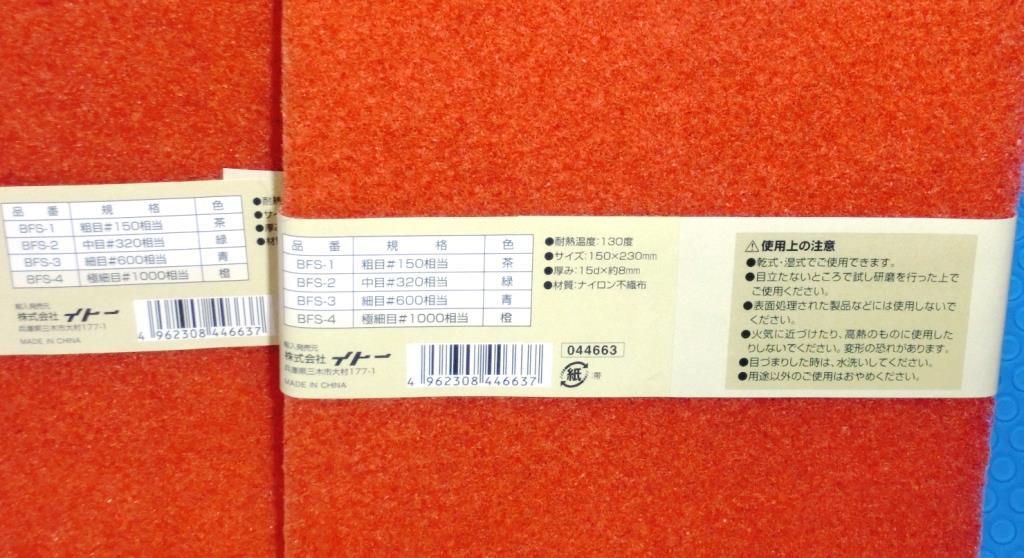 品 番 規 格 色
BFS-1 粗目#150相当 茶
BFS-2 中目#320相当 緑
BFS-3 細目#600相当 青
BFS-4 極細目#1000相当 橙
輸入発売元
株式会社 イトー
兵庫県三木市大村177-1
MADE IN CHINA
4 962308 446637
品 番 規 格 色
BFS-1 粗目#150相当 茶
BFS-2 中目#320相当 緑
BFS-3 細目#600相当 青
BFS-4 極細目#1000相当 橙
輸入発売元
株式会社 イトー
兵庫県三木市大村177-1
MADE IN CHINA
4 962308 446637
●耐熱温度:130度
●サイズ:150×230mm
●厚み:15d×約8mm
●材質:ナイロン不織布
044663
紙 :帯
⚠使用上の注意
●乾式・湿式でご使用できます。
●目立たないところで試し研磨を行った上で
ご使用ください。
●表面処理された製品などには使用しないで
ください。
●火気に近づけたり、高熱のものに使用した
りしないでください。変形の恐れがあります。
●目づまりした時は、水洗いしてください。
●用途以外のご使用はおやめください。